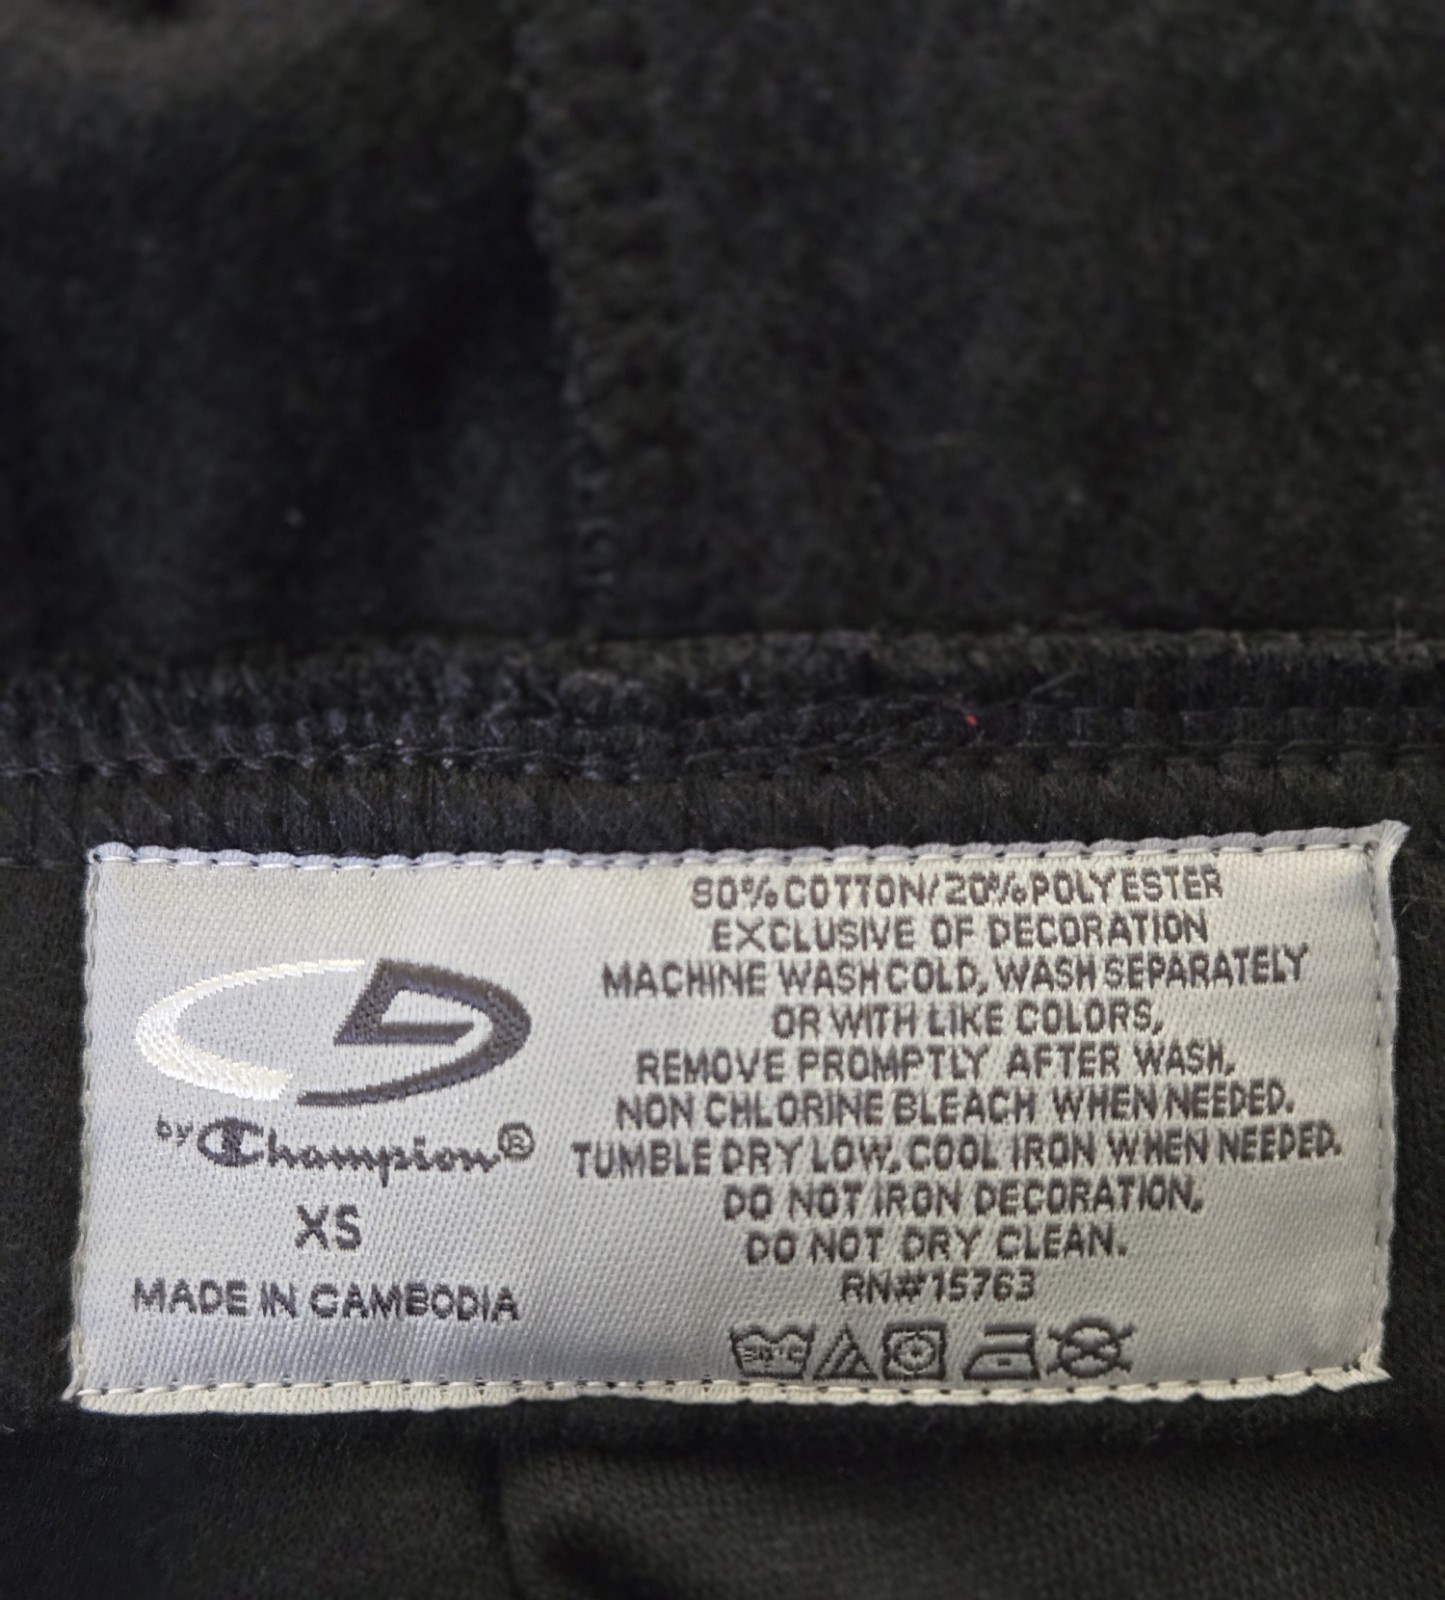 by Champion®
XS
MADE IN CAMBODIA
80% COTTON/20% POLYESTER
EXCLUSIVE OF DECORATION
MACHINE WASH COLD, WASH SEPARATELY
OR WITH LIKE COLORS,
REMOVE PROMPTLY AFTER WASH,
NON CHLORINE BLEACH WHEN NEEDED.
TUMBLE DRY LOW, COOL IRON WHEN NEEDED.
DO NOT IRON DECORATION,
DO NOT DRY CLEAN.
RN#15763
30°C